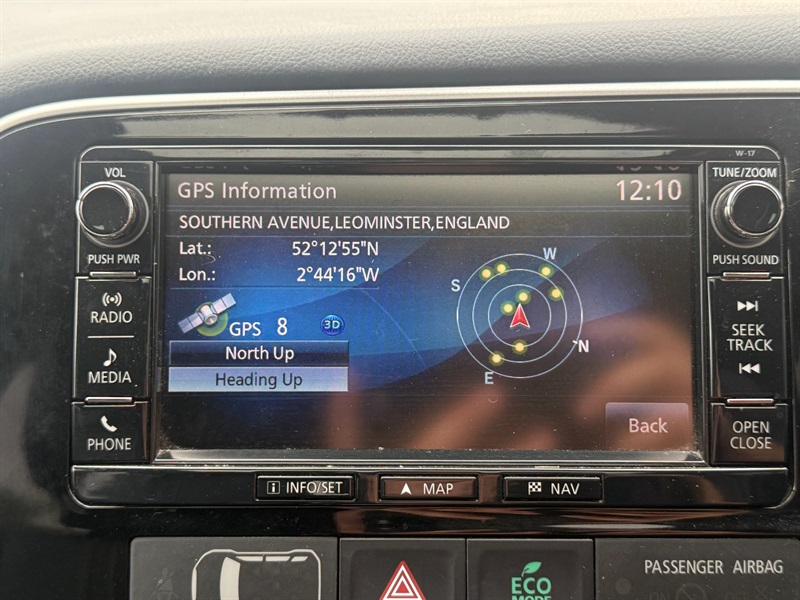 W-17
VOL
TUNE/ZOOM
GPS Information 12:10
SOUTHERN AVENUE,LEOMINSTER,ENGLAND
Lat.: 52°12'55"N
Lon.: 2°44'16"W
PUSH PWR
PUSH SOUND
W
S
N
E
RADIO
GPS 8 3D
North Up
Heading Up
MEDIA
SEEK
TRACK
PHONE
Back
OPEN
CLOSE
i INFO/SET
MAP
NAV
PASSENGER AIRBAG
ECO
MODE